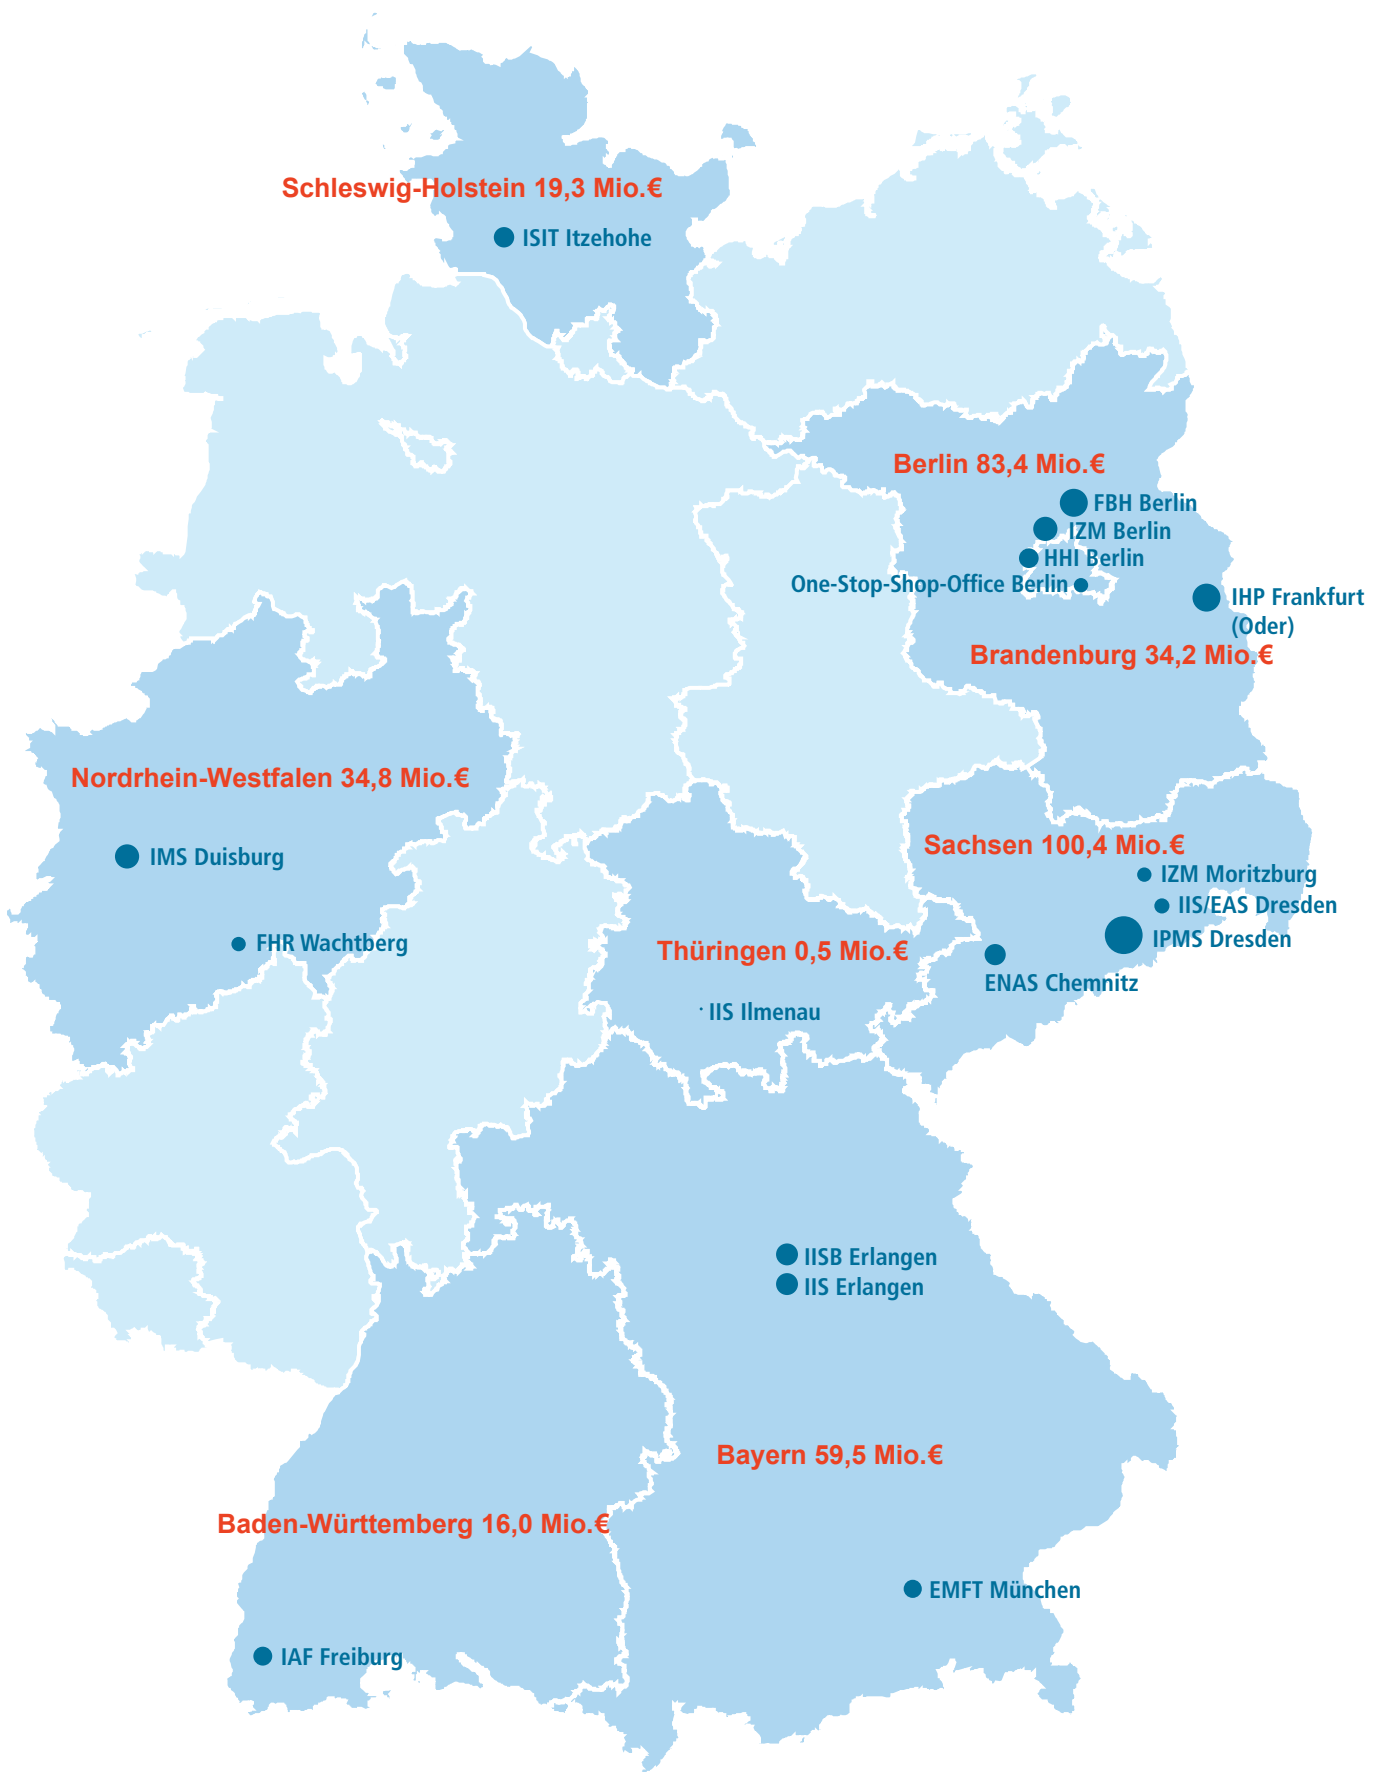 Schleswig-Holstein 19,3 Mio.€
ISIT Itzehohe
Berlin 83,4 Mio.€
FBH Berlin
IZM Berlin
HHI Berlin
One-Stop-Shop-Office Berlin
IHP Frankfurt
(Oder)
Brandenburg 34,2 Mio.€
Nordrhein-Westfalen 34,8 Mio.€
IMS Duisburg
FHR Wachtberg
Sachsen 100,4 Mio.€
IZM Moritzburg
IIS/EAS Dresden
IPMS Dresden
ENAS Chemnitz
Thüringen 0,5 Mio.€
IIS Ilmenau
IISB Erlangen
IIS Erlangen
Bayern 59,5 Mio.€
Baden-Württemberg 16,0 Mio.€
EMFT München
IAF Freiburg